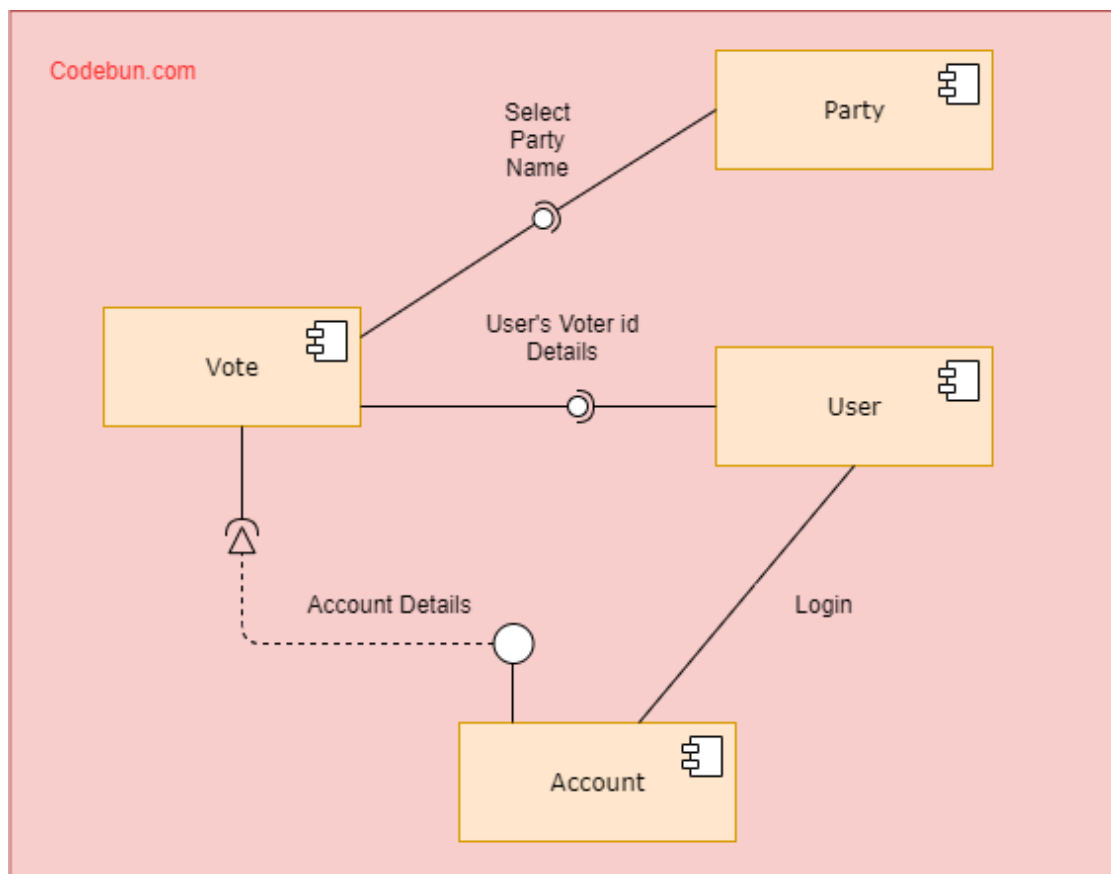 Codebun.com
Party
Select
Party
Name
User's Voter id
Details
Vote
User
Account Details
Login
Account